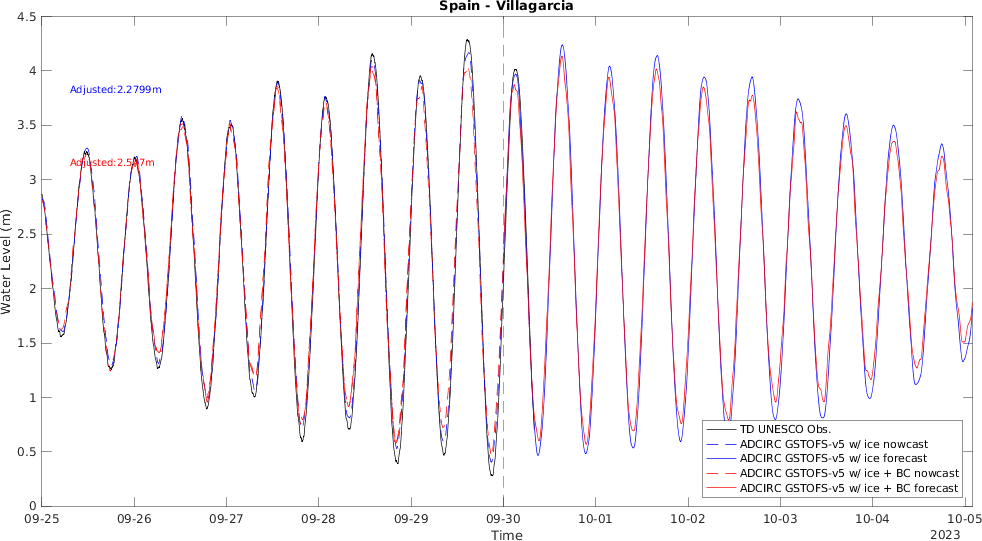 Spain - Villagarcia
4.5
4
3.5
3
2.5
2
1.5
1
0.5
0
Water Level (m)
Adjusted:2.2799m
TD UNESCO Obs.
ADCIRC GSTOFS-v5 w/ ice nowcast
ADCIRC GSTOFS-v5 w/ ice forecast
ADCIRC GSTOFS-v5 w/ ice + BC nowcast
ADCIRC GSTOFS-v5 w/ ice + BC forecast
09-25
09-26
09-27
09-28
09-29
09-30
10-01
10-02
10-03
10-04
10-05
Time
2023